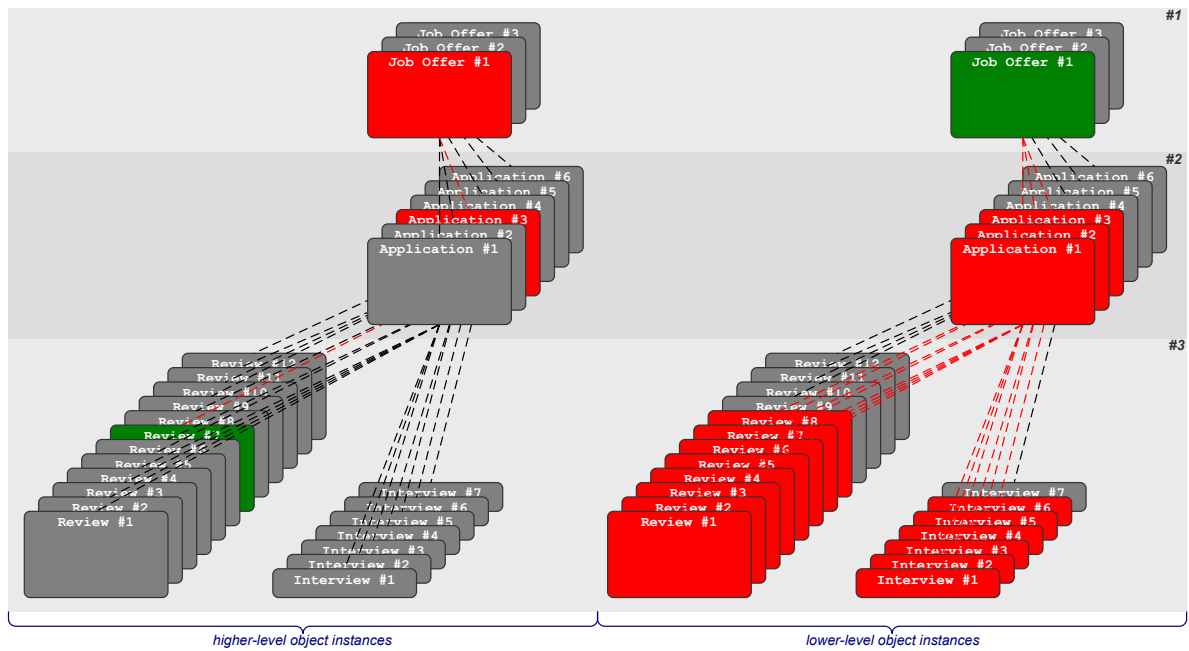 #1
Job Offer #3
Job Offer #2
Job Offer #1
#2
Application #6
Application #5
Application #4
Application #3
Application #2
Application #1
Review #12
Review #11
Review #10
Review #9
Review #8
Review #7
Review #6
Review #5
Review #4
Review #3
Review #2
Review #1
Interview #7
Interview #6
Interview #5
Interview #4
Interview #3
Interview #2
Interview #1
higher-level object instances
Job Offer #3
Job Offer #2
Job Offer #1
Application #6
Application #5
Application #4
Application #3
Application #2
Application #1
#3
Review #12
Review #11
Review #10
Review #9
Review #8
Review #7
Review #6
Review #5
Review #4
Review #3
Review #2
Review #1
Interview #7
Interview #6
Interview #5
Interview #4
Interview #3
Interview #2
Interview #1
lower-level object instances